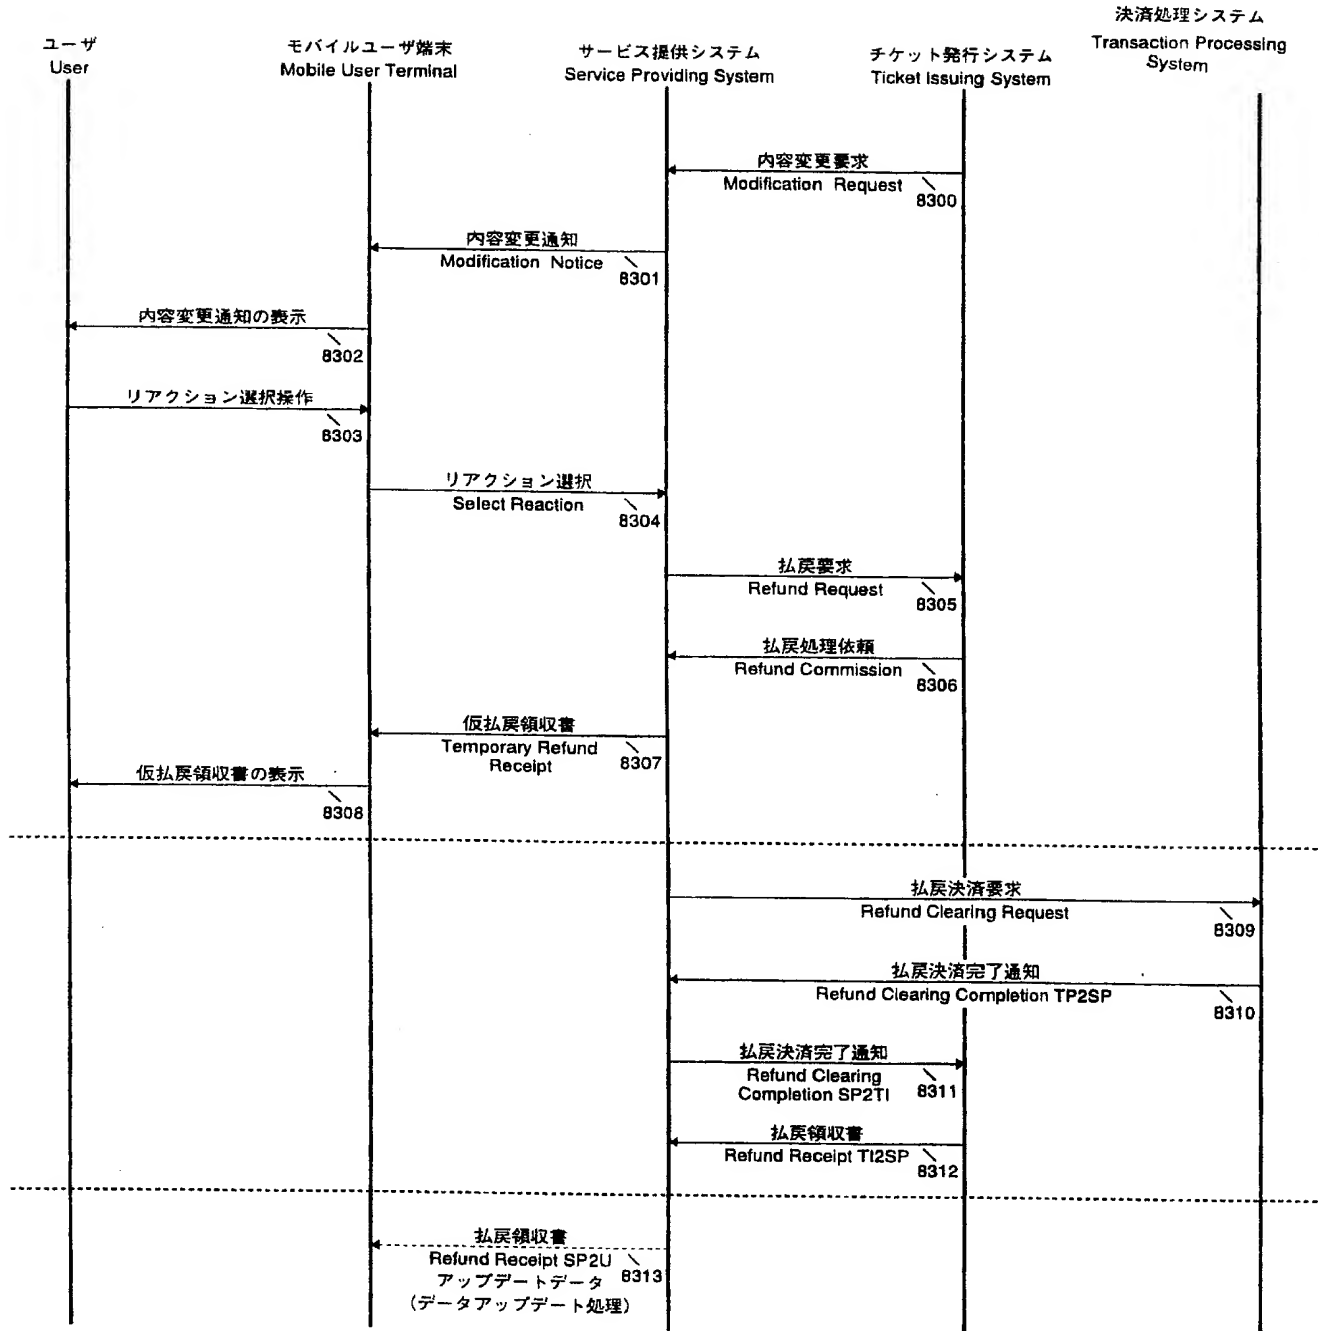 ユーザ
User
モバイルユーザ端末
Mobile User Terminal
サービス提供システム
Service Providing System
チケット発行システム
Ticket Issuing System
決済処理システム
Transaction Processing
System
内容変更要求
Modification Request
8300
内容変更通知
Modification Notice
8301
内容変更通知の表示
8302
リアクション選択操作
8303
リアクション選択
Select Reaction
8304
払戻要求
Refund Request
8305
払戻処理依頼
Refund Commission
8306
仮払戻領収書
Temporary Refund
Receipt
8307
仮払戻領収書の表示
8308
払戻決済要求
Refund Clearing Request
8309
払戻決済完了通知
Refund Clearing Completion TP2SP
8310
払戻決済完了通知
Refund Clearing
Completion SP2TI
8311
払戻領収書
Refund Receipt TI2SP
8312
払戻領収書
Refund Receipt SP2U
8313
アップデートデータ
(データアップデート処理)